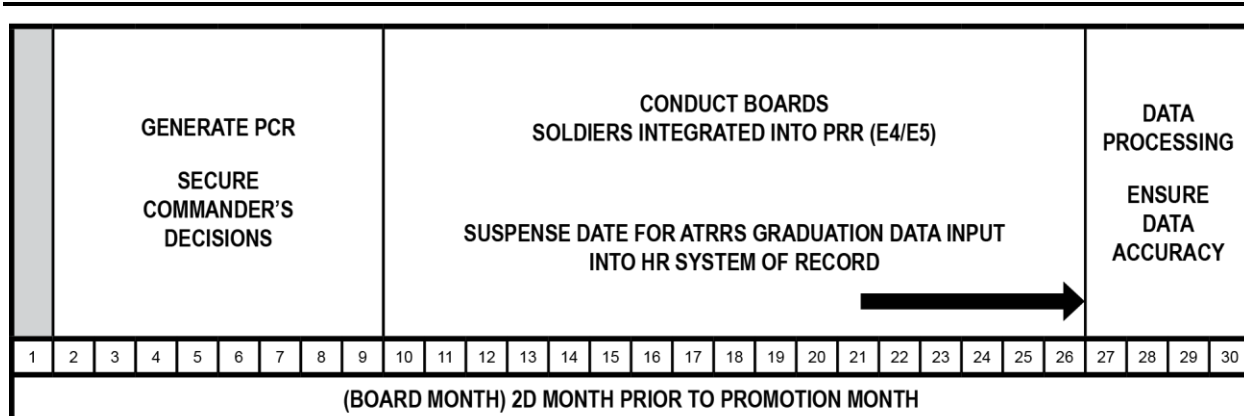 GENERATE PCR
SECURE
COMMANDER'S
DECISIONS
CONDUCT BOARDS
SOLDIERS INTEGRATED INTO PRR (E4/E5)
SUSPENSE DATE FOR ATRRS GRADUATION DATA INPUT
INTO HR SYSTEM OF RECORD
DATA
PROCESSING
ENSURE
DATA
ACCURACY
1 2 3 4 5 6 7 8 9 10 11 12 13 14 15 16 17 18 19 20 21 22 23 24 25 26 27 28 29 30
(BOARD MONTH) 2D MONTH PRIOR TO PROMOTION MONTH